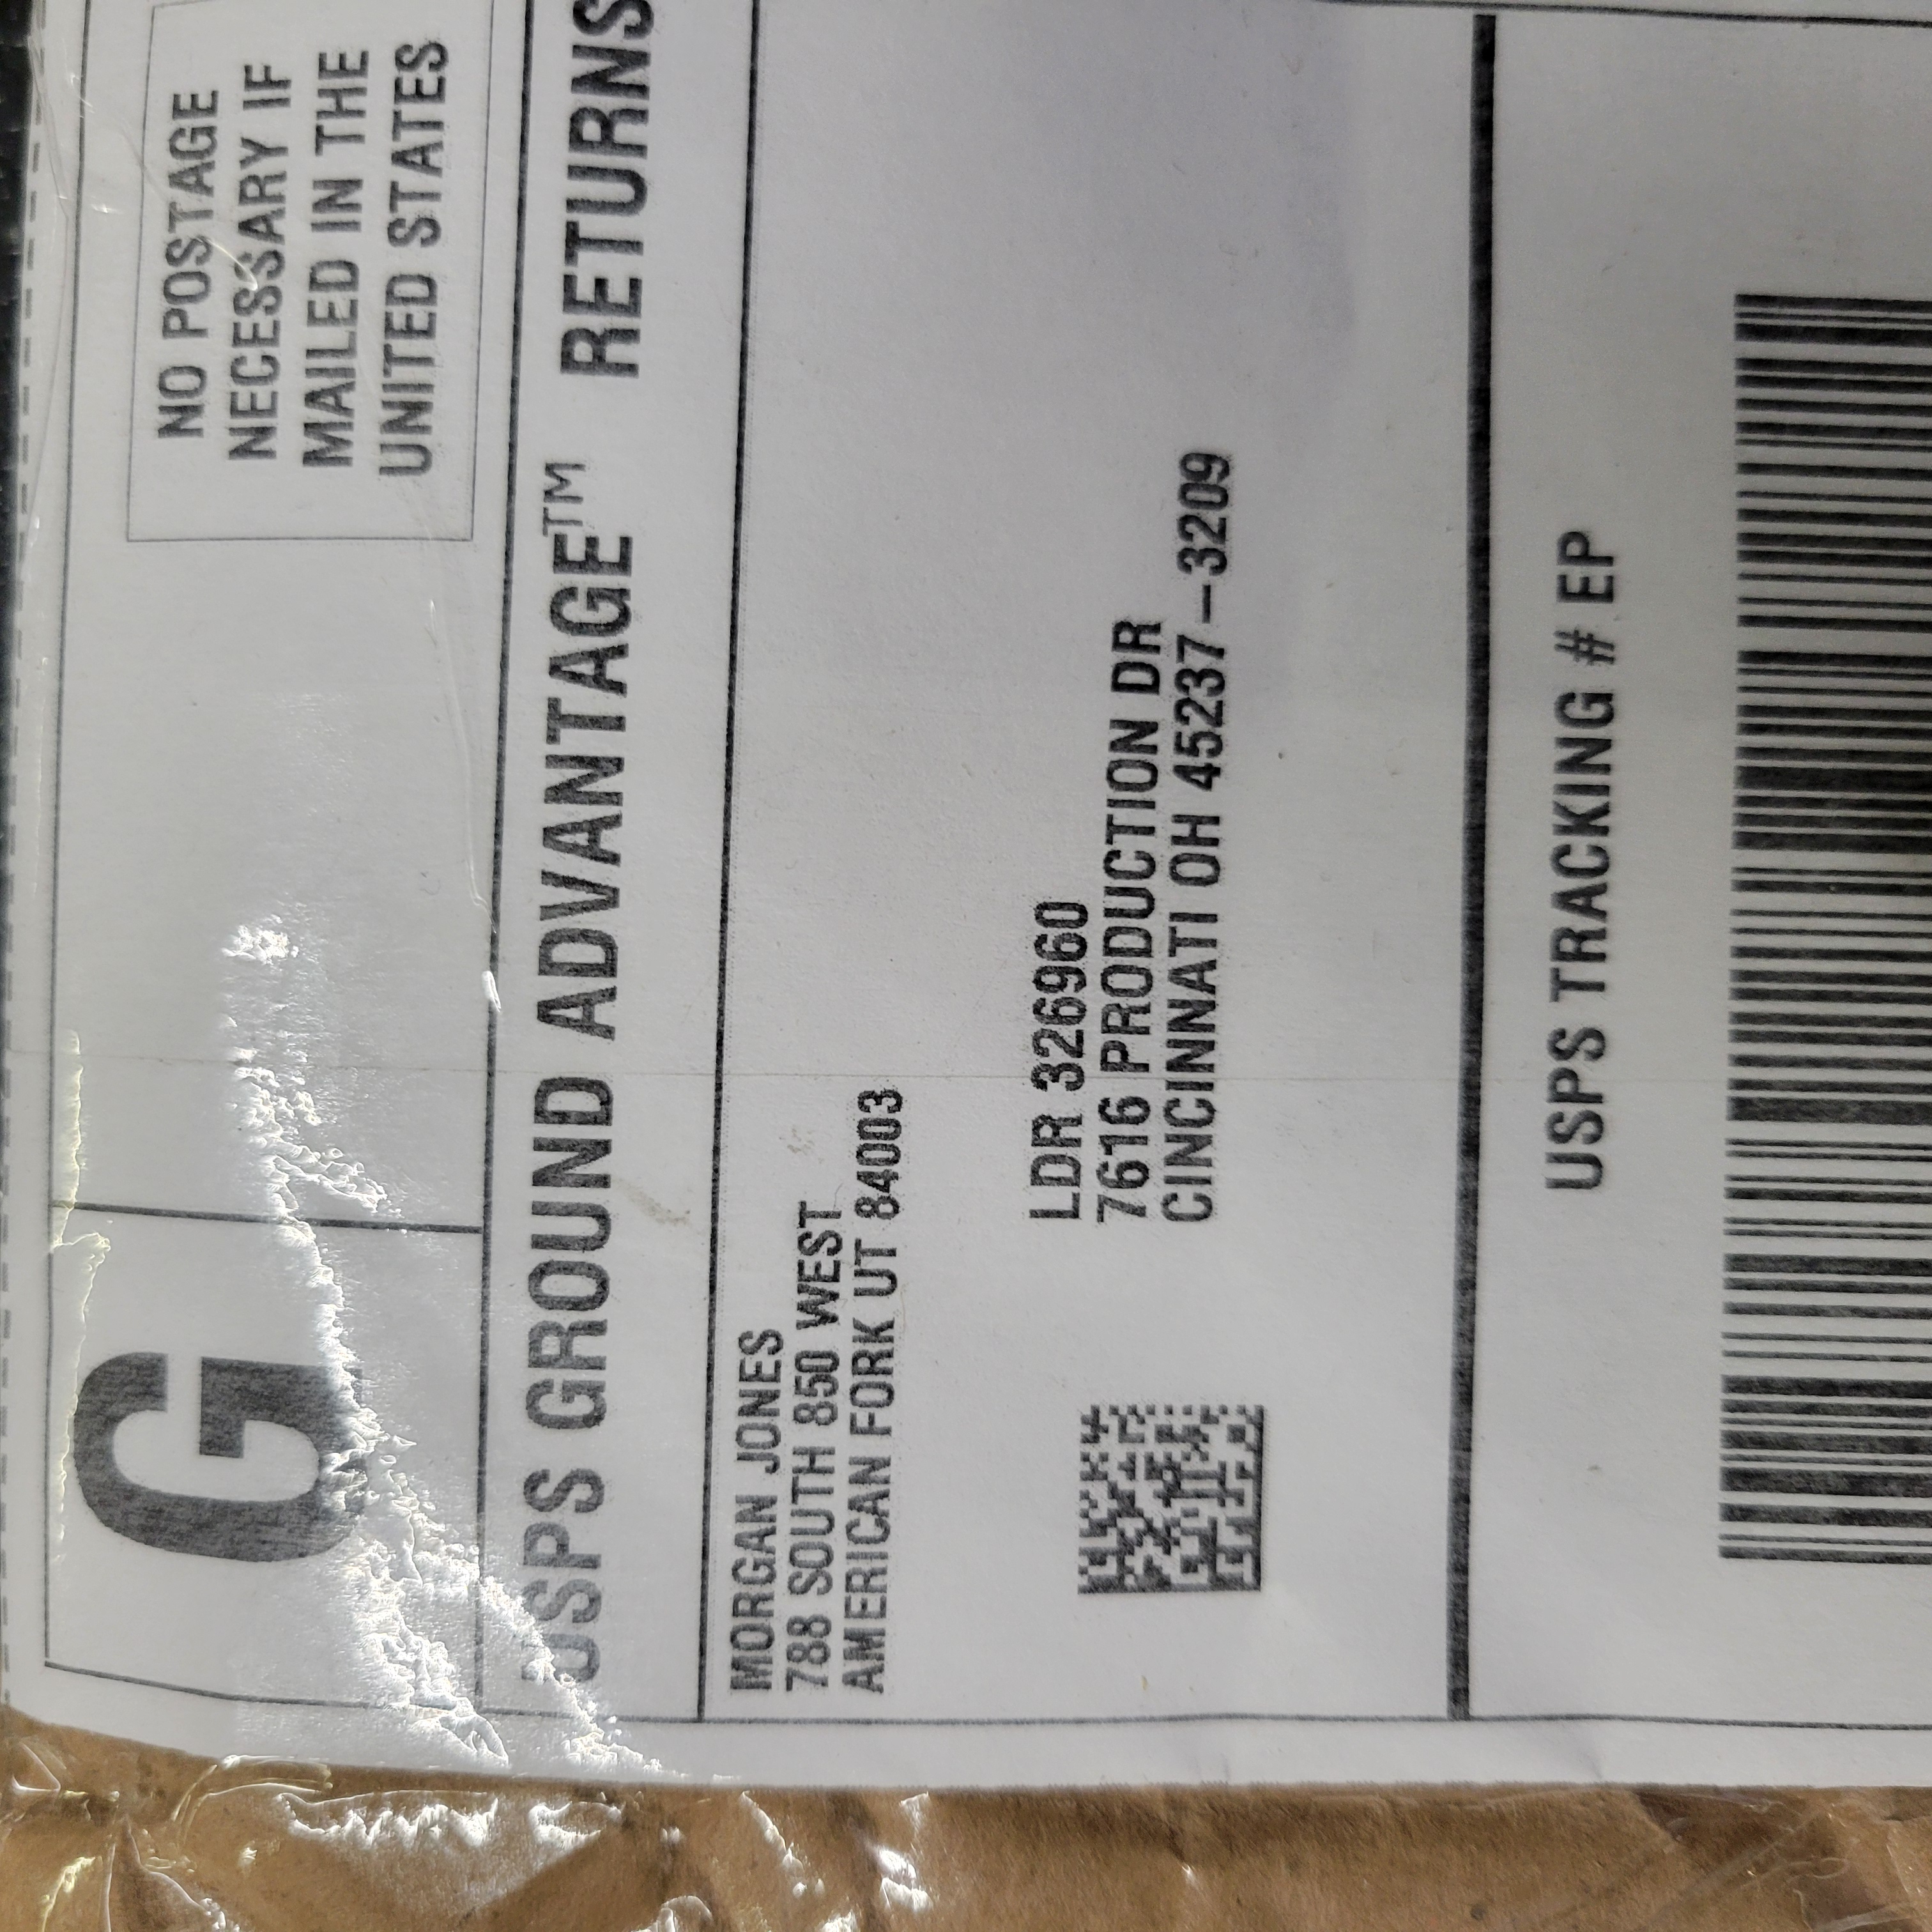 G
NO POSTAGE
NECESSARY IF
MAILED IN THE
UNITED STATES
USPS GROUND ADVANTAGE™ RETURNS
MORGAN JONES
788 SOUTH 850 WEST
AMERICAN FORK UT 84003
LDR 326960
7616 PRODUCTION DR
CINCINNATI OH 45237-3209
USPS TRACKING # EP